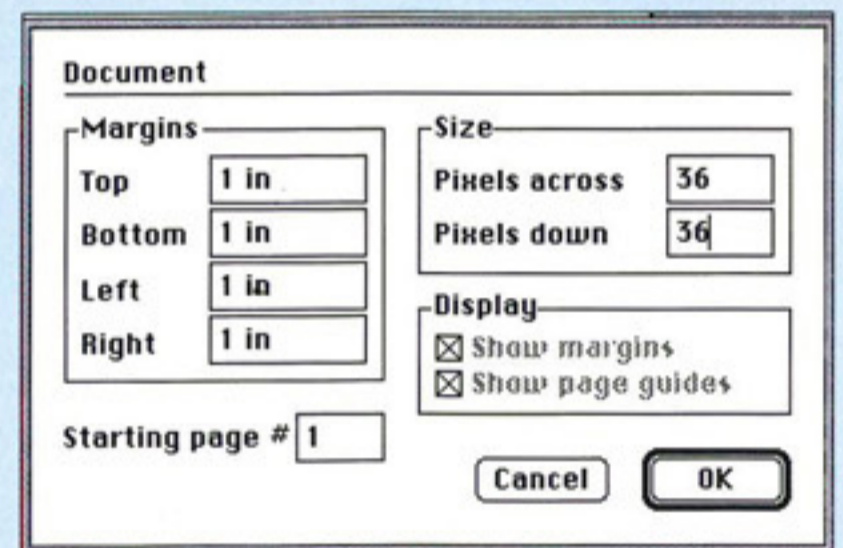 Document
Margins
Top 1 in
Bottom 1 in
Left 1 in
Right 1 in
Starting page # 1
Size
Pixels across 36
Pixels down 36
Display
Show margins
Show page guides
Cancel OK